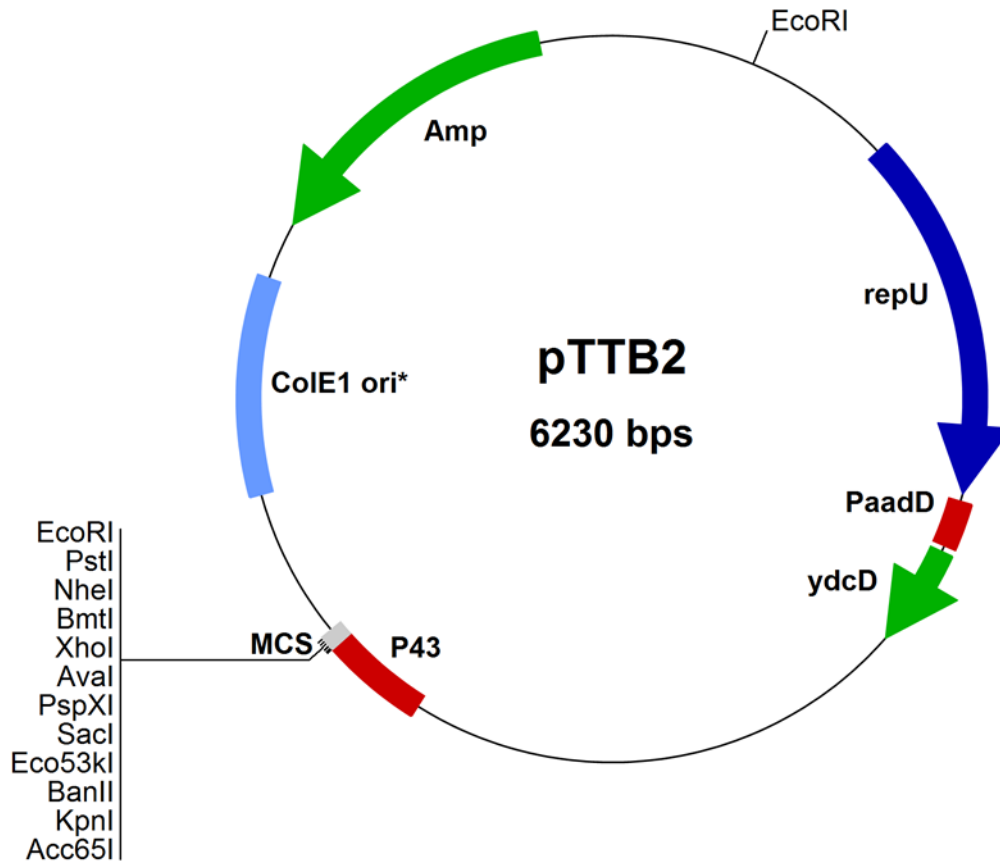 EcoRI
Amp
repU
ColE1 ori*
pTTB2
6230 bps
PaadD
ydcD
MCS
P43
EcoRI
PstI
NheI
BmtI
XhoI
AvaI
PspXI
SacI
Eco53kI
BanII
KpnI
Acc65I